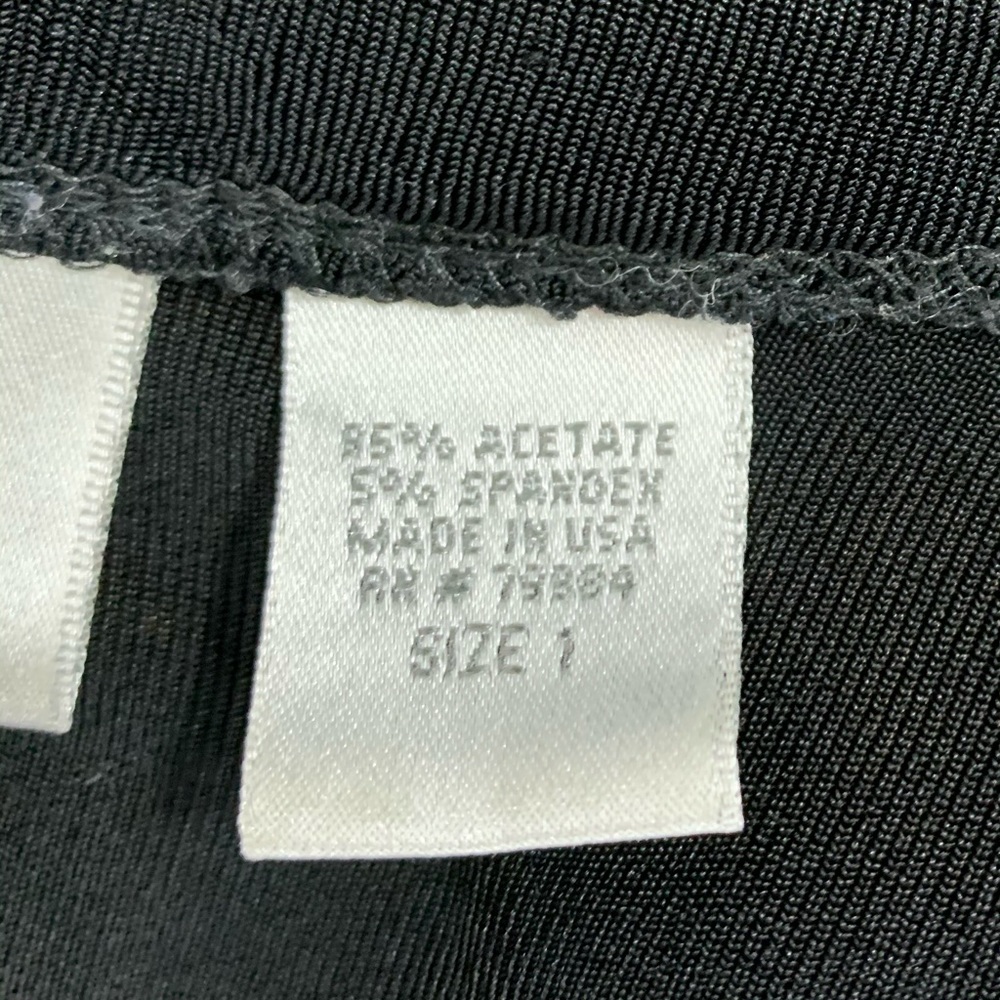 95% ACETATE
5% SPANDEX
MADE IN USA
RN #
SIZE 1